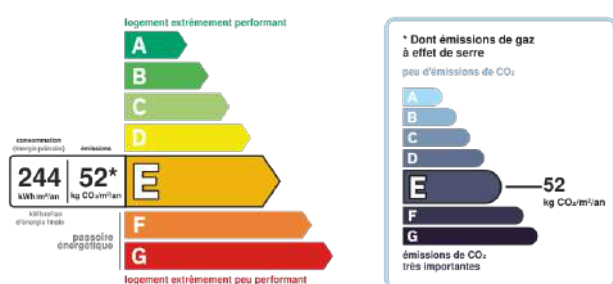 logement extrêmement performant
A
B
C
D
consommation
(énergie primaire)
émissions
244
kWh/m²/an
52*
kg CO₂/m²/an
E
kWh/m²/an
d'énergie finale
F
passoire
énergétique
G
logement extrêmement peu performant
* Dont émissions de gaz
à effet de serre
peu d'émissions de CO₂
A
B
C
D
E
52
kg CO₂/m²/an
F
G
émissions de CO₂
très importantes